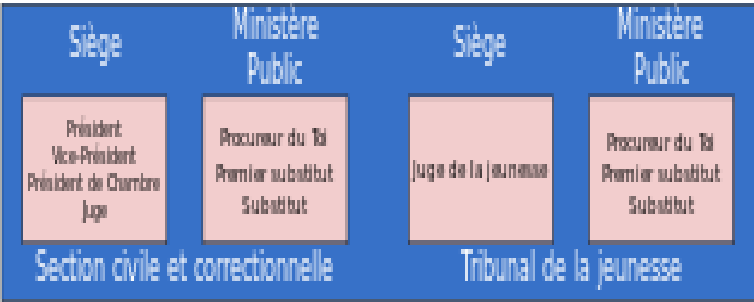 Siège
Ministère
Public
Siège
Ministère
Public
Président
Vice-Président
Président de Chambre
Juge
Procureur du Roi
Premier substitut
Substitut
Juge de la jeunesse
Procureur du Roi
Premier substitut
Substitut
Section civile et correctionnelle
Tribunal de la jeunesse